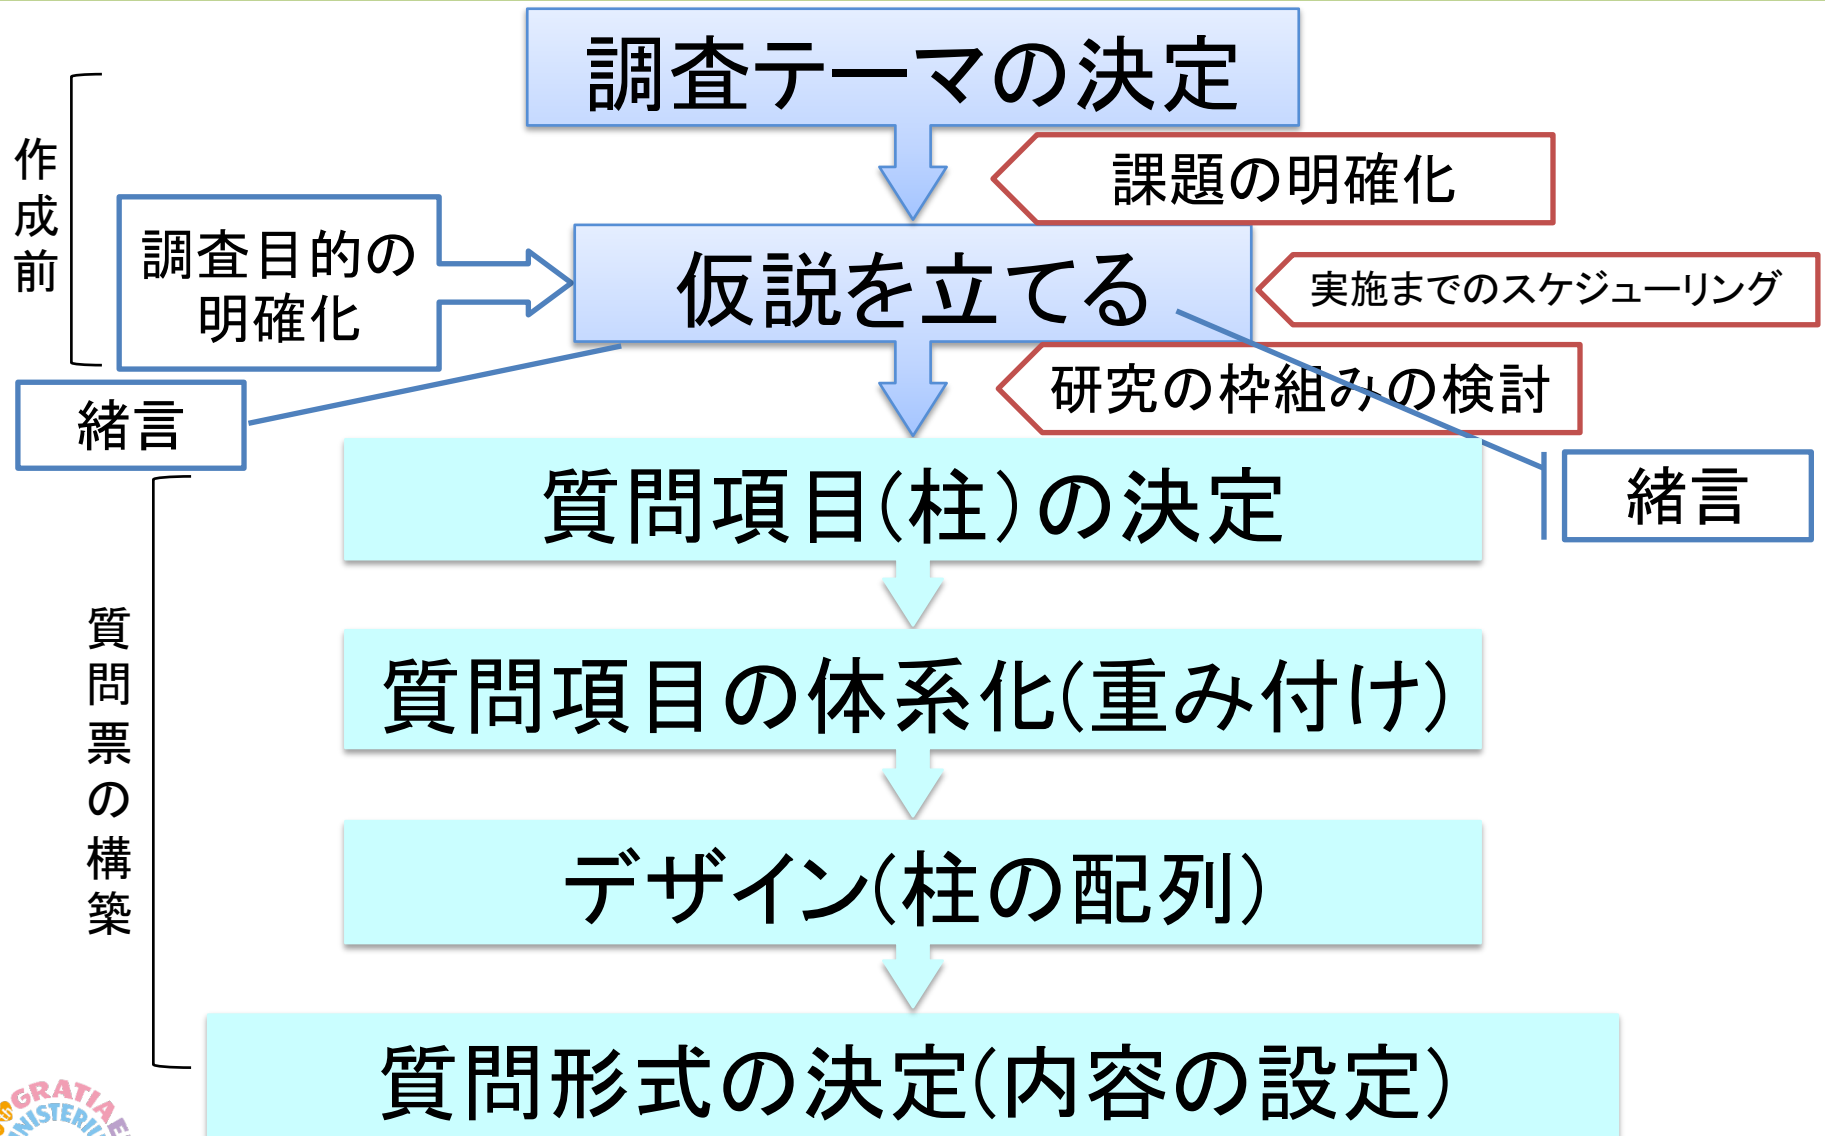 調査テーマの決定
課題の明確化
作成前
調査目的の
明確化
仮説を立てる
実施までのスケジューリング
研究の枠組みの検討
緒言
緒言
質問項目(柱)の決定
質問票の構築
質問項目の体系化(重み付け)
デザイン(柱の配列)
質問形式の決定(内容の設定)
GRATIA